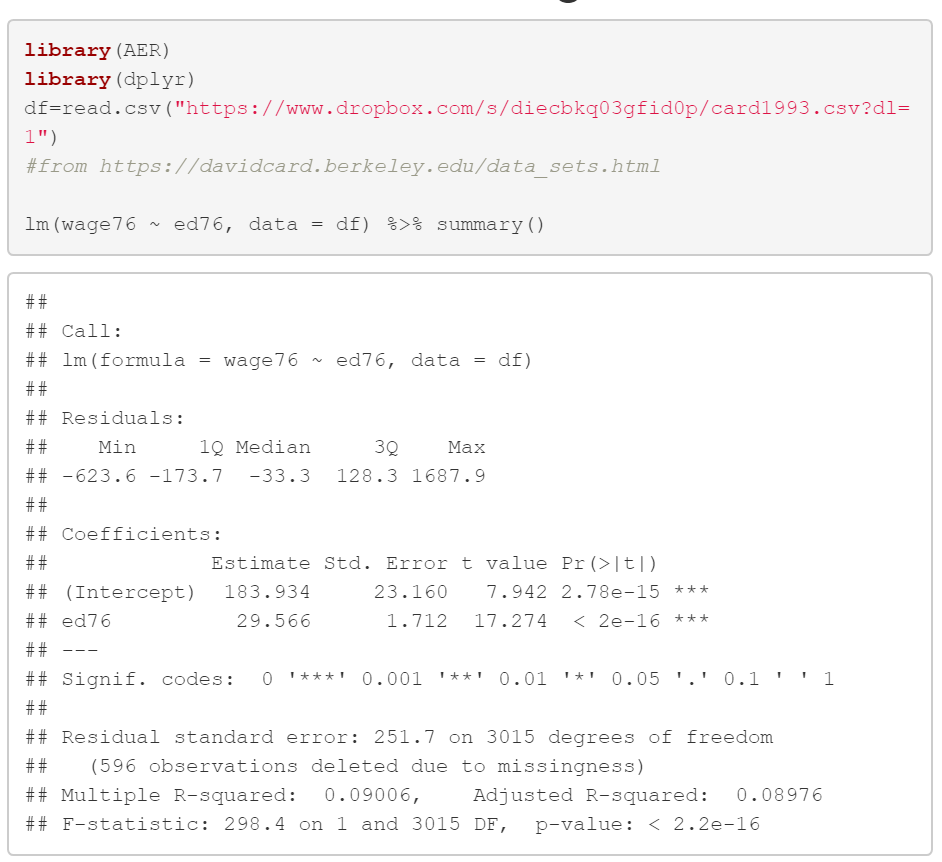 library(AER)
library(dplyr)
df=read.csv("https://www.dropbox.com/s/diecbkq03gfid0p/card1993.csv?dl=
1")
#from https://davidcard.berkeley.edu/data_sets.html
lm(wage76 ~ ed76, data = df) %>% summary()
##
## Call:
## lm(formula = wage76 ~ ed76, data = df)
##
## Residuals:
##    Min     1Q Median     3Q    Max
## -623.6 -173.7  -33.3  128.3 1687.9
##
## Coefficients:
##             Estimate Std. Error t value Pr(>|t|)
## (Intercept)  183.934     23.160   7.942 2.78e-15 ***
## ed76          29.566      1.712  17.274  < 2e-16 ***
## ---
## Signif. codes:  0 '***' 0.001 '**' 0.01 '*' 0.05 '.' 0.1 ' ' 1
##
## Residual standard error: 251.7 on 3015 degrees of freedom
##   (596 observations deleted due to missingness)
## Multiple R-squared:  0.09006,    Adjusted R-squared:  0.08976
## F-statistic: 298.4 on 1 and 3015 DF,  p-value: < 2.2e-16